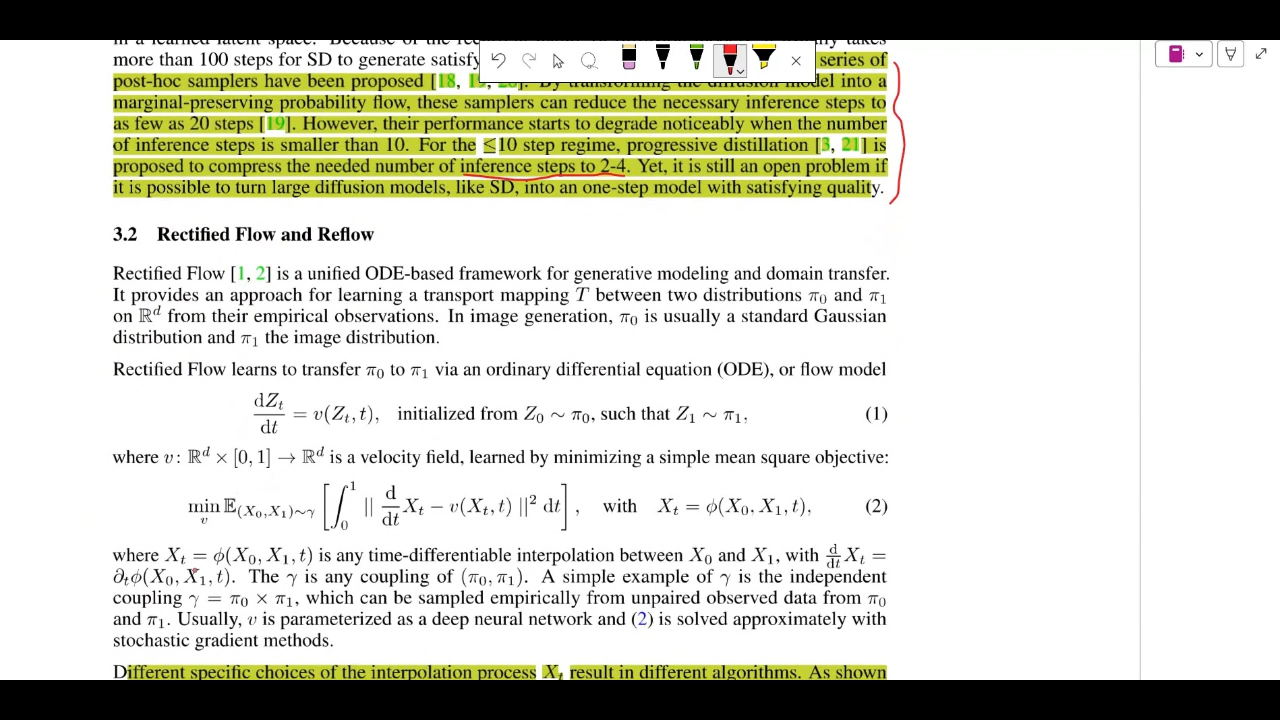 more than 100 steps for SD to generate satisfy series of
post-hoc samplers have been proposed [18, 19, 20]. By transforming the diffusion model into a
marginal-preserving probability flow, these samplers can reduce the necessary inference steps to
as few as 20 steps [19]. However, their performance starts to degrade noticeably when the number
of inference steps is smaller than 10. For the ≤10 step regime, progressive distillation [3, 21] is
proposed to compress the needed number of inference steps to 2-4. Yet, it is still an open problem if
it is possible to turn large diffusion models, like SD, into an one-step model with satisfying quality.
3.2 Rectified Flow and Reflow
Rectified Flow [1, 2] is a unified ODE-based framework for generative modeling and domain transfer.
It provides an approach for learning a transport mapping T between two distributions π₀ and π₁
on ℝᵈ from their empirical observations. In image generation, π₀ is usually a standard Gaussian
distribution and π₁ the image distribution.
Rectified Flow learns to transfer π₀ to π₁ via an ordinary differential equation (ODE), or flow model
dZₜ/dt = v(Zₜ, t), initialized from Z₀ ∼ π₀, such that Z₁ ∼ π₁, (1)
where v: ℝᵈ × [0, 1] → ℝᵈ is a velocity field, learned by minimizing a simple mean square objective:
min_v 𝔼_(X₀,X₁)∼γ [∫₀¹ || d/dt Xₜ − v(Xₜ, t) ||² dt], with Xₜ = ϕ(X₀, X₁, t), (2)
where Xₜ = ϕ(X₀, X₁, t) is any time-differentiable interpolation between X₀ and X₁, with d/dt Xₜ =
∂ₜϕ(X₀, X₁, t). The γ is any coupling of (π₀, π₁). A simple example of γ is the independent
coupling γ = π₀ × π₁, which can be sampled empirically from unpaired observed data from π₀
and π₁. Usually, v is parameterized as a deep neural network and (2) is solved approximately with
stochastic gradient methods.
Different specific choices of the interpolation process Xₜ result in different algorithms. As shown